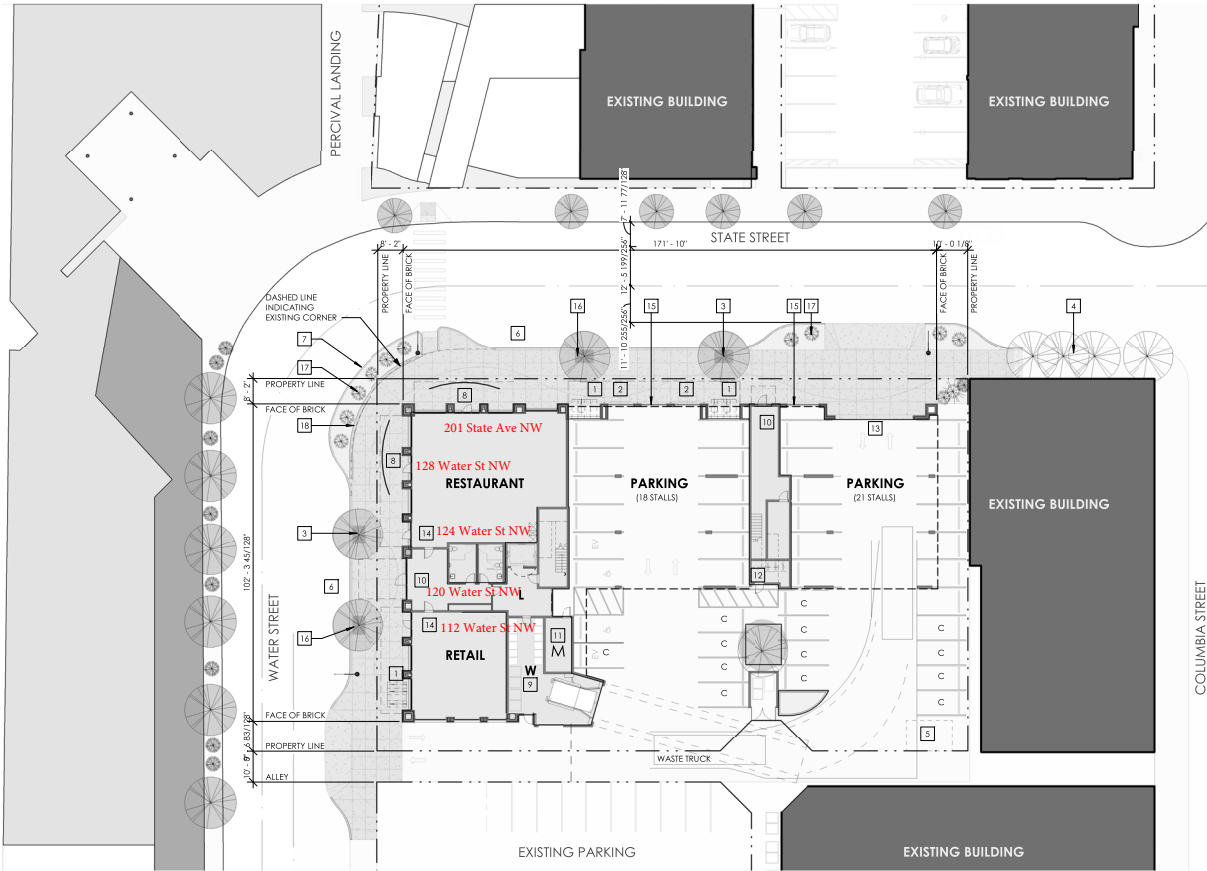 PERCIVAL LANDING
EXISTING BUILDING
EXISTING BUILDING
7' - 11 77/128"
STATE STREET
8' - 2"
171' - 10"
10' - 0 1/8"
PROPERTY LINE
FACE OF BRICK
12' - 5 199/256"
FACE OF BRICK
PROPERTY LINE
DASHED LINE
INDICATING
EXISTING CORNER
16
15
3
15
17
4
7
6
11' - 10 255/256"
17
8' - 2"
PROPERTY LINE
1
2
2
1
8
FACE OF BRICK
18
201 State Ave NW
10
13
8
128 Water St NW
RESTAURANT
PARKING
(18 STALLS)
PARKING
(21 STALLS)
EXISTING BUILDING
3
14
124 Water St NW
EV
102' - 3 45/128"
10
12
6
120 Water St NW
L
C
C
WATER STREET
16
14
112 Water St NW
11
M
C
C
RETAIL
EV
C
C
C
1
W
9
C
C
C
C
COLUMBIA STREET
FACE OF BRICK
6 83/128"
5
PROPERTY LINE
WASTE TRUCK
10' - 8"
ALLEY
EXISTING PARKING
EXISTING BUILDING